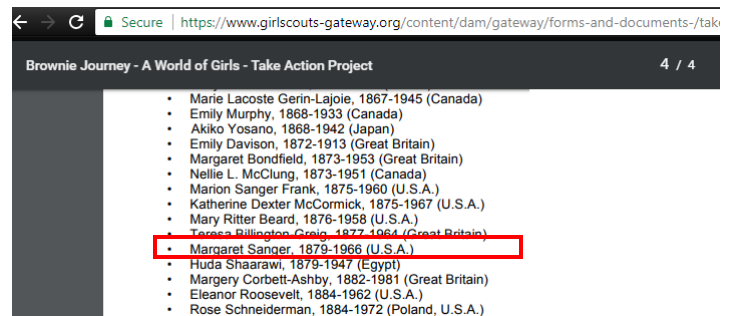 Secure | https://www.girlscouts-gateway.org/content/dam/gateway/forms-and-documents-/take
Brownie Journey - A World of Girls - Take Action Project 4 / 4
• Marie Lacoste Gerin-Lajoie, 1867-1945 (Canada)
• Emily Murphy, 1868-1933 (Canada)
• Akiko Yosano, 1868-1942 (Japan)
• Emily Davison, 1872-1913 (Great Britain)
• Margaret Bondfield, 1873-1953 (Great Britain)
• Nellie L. McClung, 1873-1951 (Canada)
• Marion Sanger Frank, 1875-1960 (U.S.A.)
• Katherine Dexter McCormick, 1875-1967 (U.S.A.)
• Mary Ritter Beard, 1876-1958 (U.S.A.)
• Teresa Billington-Greig, 1877-1964 (Great Britain)
• Margaret Sanger, 1879-1966 (U.S.A.)
• Huda Shaarawi, 1879-1947 (Egypt)
• Margery Corbett-Ashby, 1882-1981 (Great Britain)
• Eleanor Roosevelt, 1884-1962 (U.S.A.)
• Rose Schneiderman, 1884-1972 (Poland, U.S.A.)